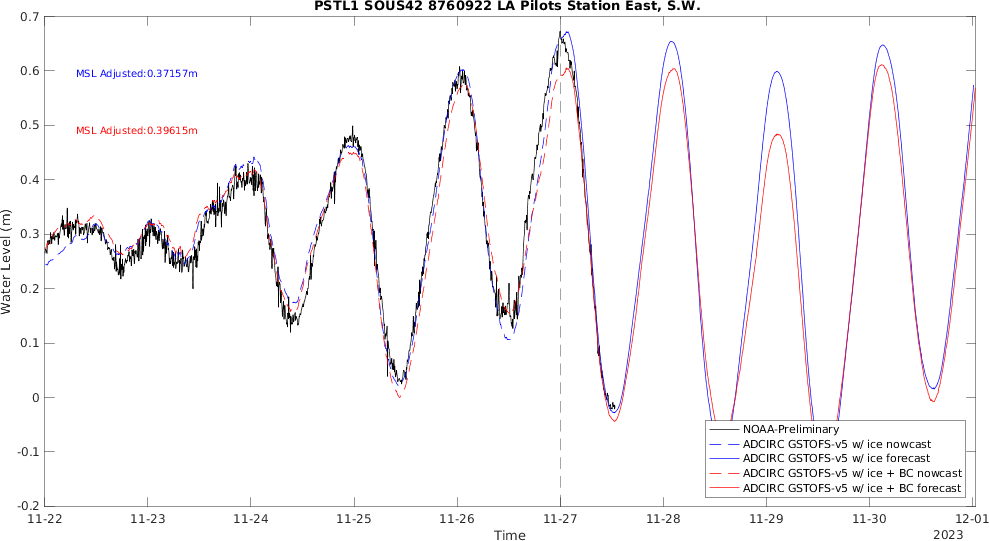 PSTL1 SOUS42 8760922 LA Pilots Station East, S.W.
0.7
0.6
0.5
0.4
0.3
0.2
0.1
0
-0.1
-0.2
Water Level (m)
MSL Adjusted:0.37157m
MSL Adjusted:0.39615m
NOAA-Preliminary
ADCIRC GSTOFS-v5 w/ ice nowcast
ADCIRC GSTOFS-v5 w/ ice forecast
ADCIRC GSTOFS-v5 w/ ice + BC nowcast
ADCIRC GSTOFS-v5 w/ ice + BC forecast
11-22 11-23 11-24 11-25 11-26 11-27 11-28 11-29 11-30 12-01
Time
2023